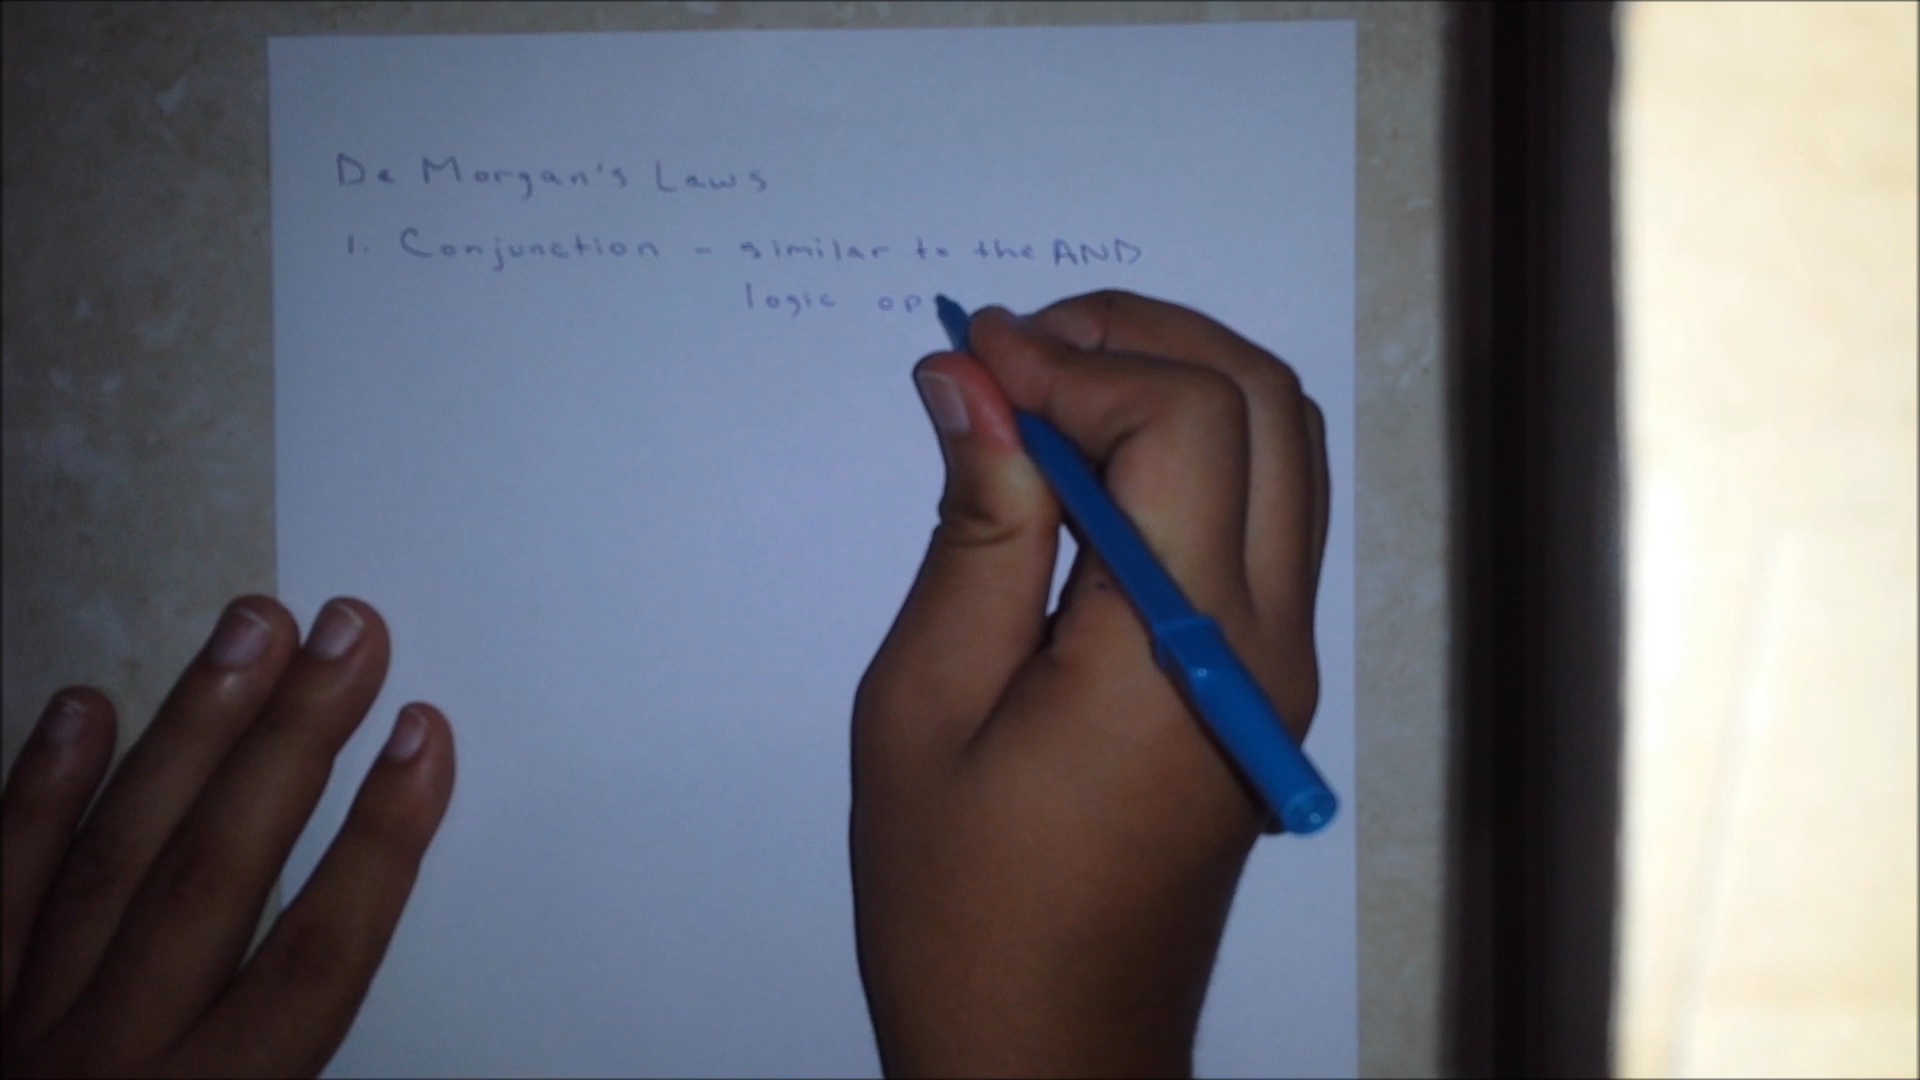 De Morgan's Laws
1. Conjunction - similar to the AND
logic op